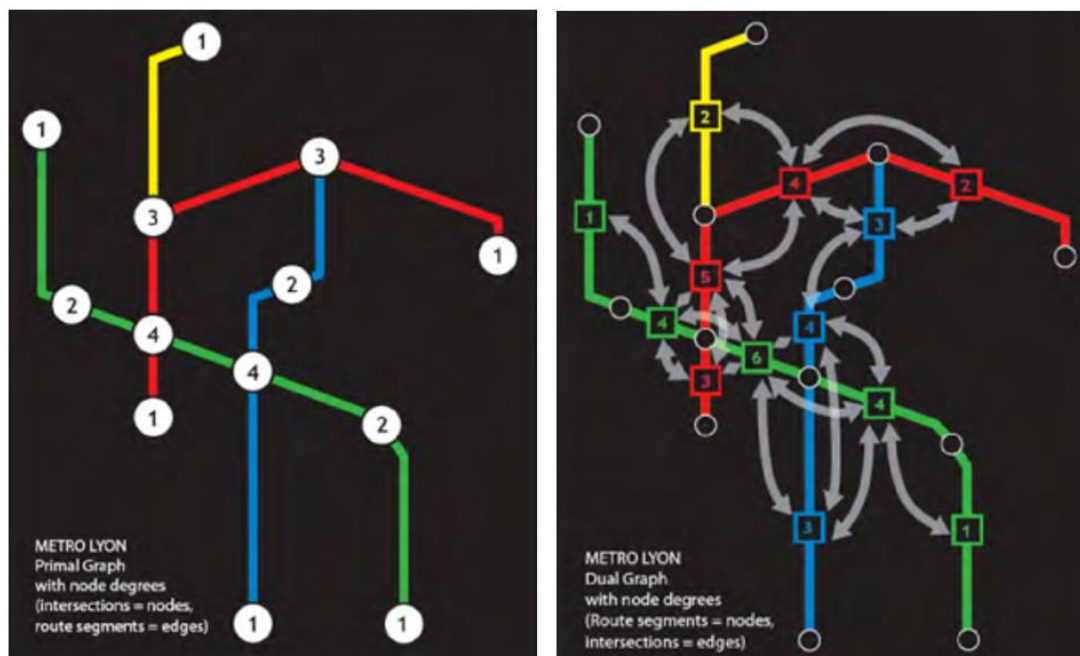 1
1
3
3
1
2
2
4
4
1
2
1
1
METRO LYON
Primal Graph
with node degrees
(intersections = nodes,
route segments = edges)
2
4
2
1
3
5
4
4
6
3
4
3
1
METRO LYON
Dual Graph
with node degrees
(Route segments = nodes,
intersections = edges)